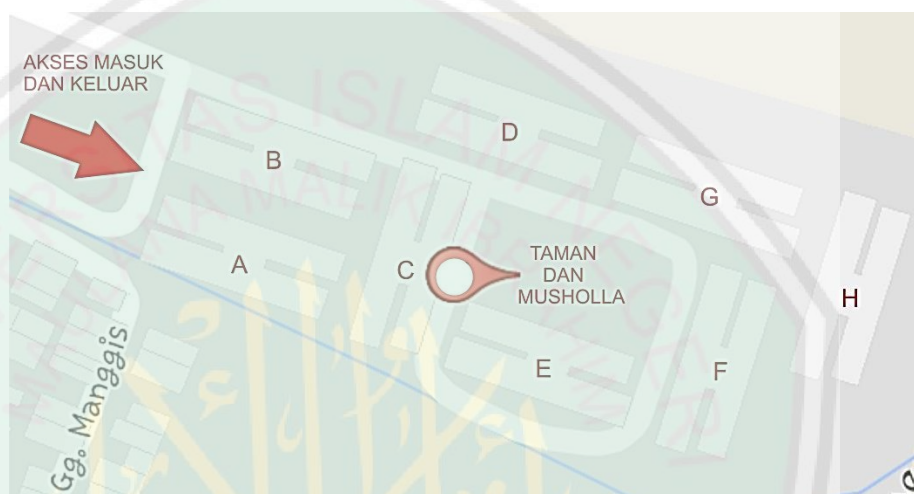 AKSES MASUK
DAN KELUAR
D
B
G
A
C
TAMAN
DAN
MUSHOLLA
H
E
F
Gg. Manggis